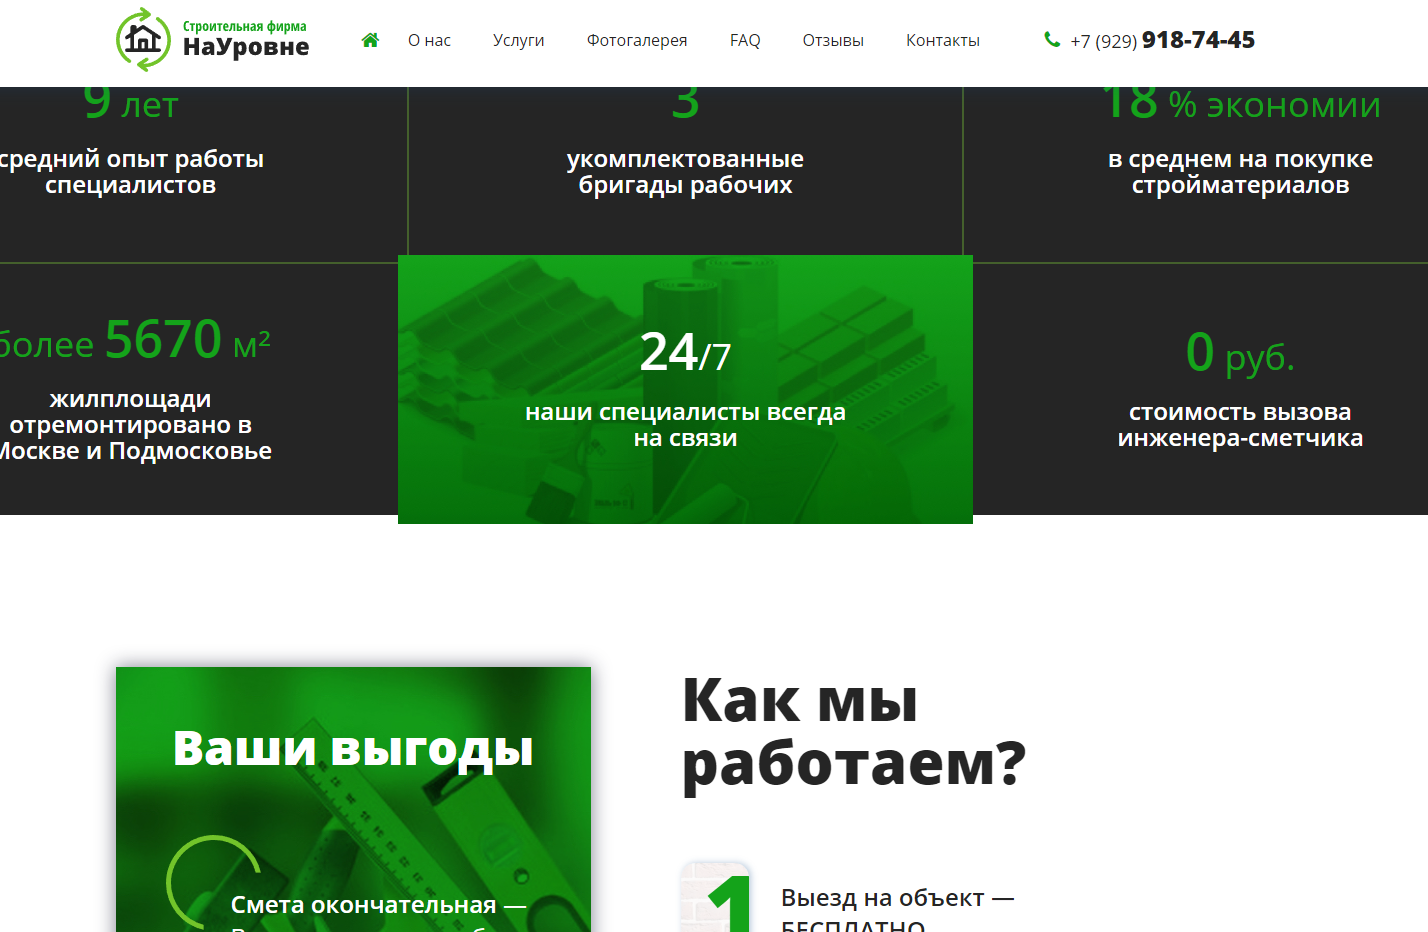 Строительная фирма
НаУровне
О нас
Услуги
Фотогалерея
FAQ
Отзывы
Контакты
+7 (929) 918-74-45
9 лет
средний опыт работы
специалистов
3
укомплектованные
бригады рабочих
18 % экономии
в среднем на покупке
стройматериалов
более 5670 м²
жилплощади
отремонтировано в
Москве и Подмосковье
24/7
наши специалисты всегда
на связи
0 руб.
стоимость вызова
инженера-сметчика
Ваши выгоды
Смета окончательная —
Как мы
работаем?
1
Выезд на объект —
БЕСПЛАТНО